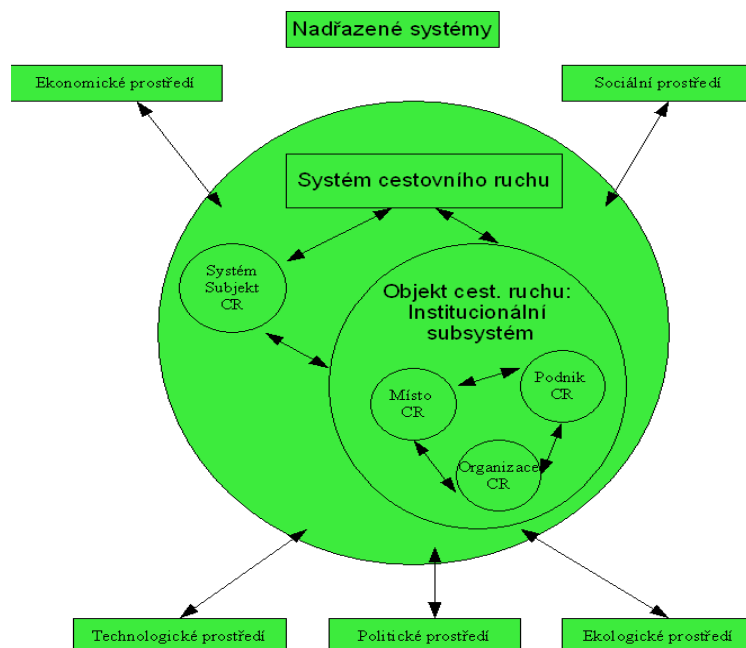 Nadřazené systémy
Ekonomické prostředí
Sociální prostředí
Systém cestovního ruchu
Systém
Subjekt
CR
Objekt cest. ruchu:
Institucionální
subsystém
Místo
CR
Podnik
CR
Organizace
CR
Technologické prostředí
Politické prostředí
Ekologické prostředí